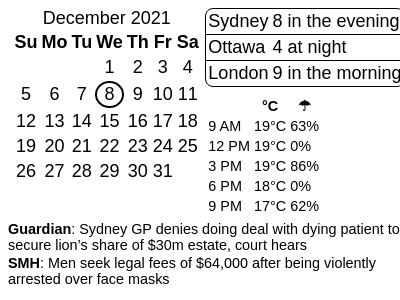 December 2021
Su Mo Tu We Th Fr Sa
1 2 3 4
5 6 7 8 9 10 11
12 13 14 15 16 17 18
19 20 21 22 23 24 25
26 27 28 29 30 31
Sydney 8 in the evening
Ottawa 4 at night
London 9 in the morning
°C ☂
9 AM 19°C 63%
12 PM 19°C 0%
3 PM 19°C 86%
6 PM 18°C 0%
9 PM 17°C 62%
Guardian: Sydney GP denies doing deal with dying patient to
secure lion’s share of $30m estate, court hears
SMH: Men seek legal fees of $64,000 after being violently
arrested over face masks